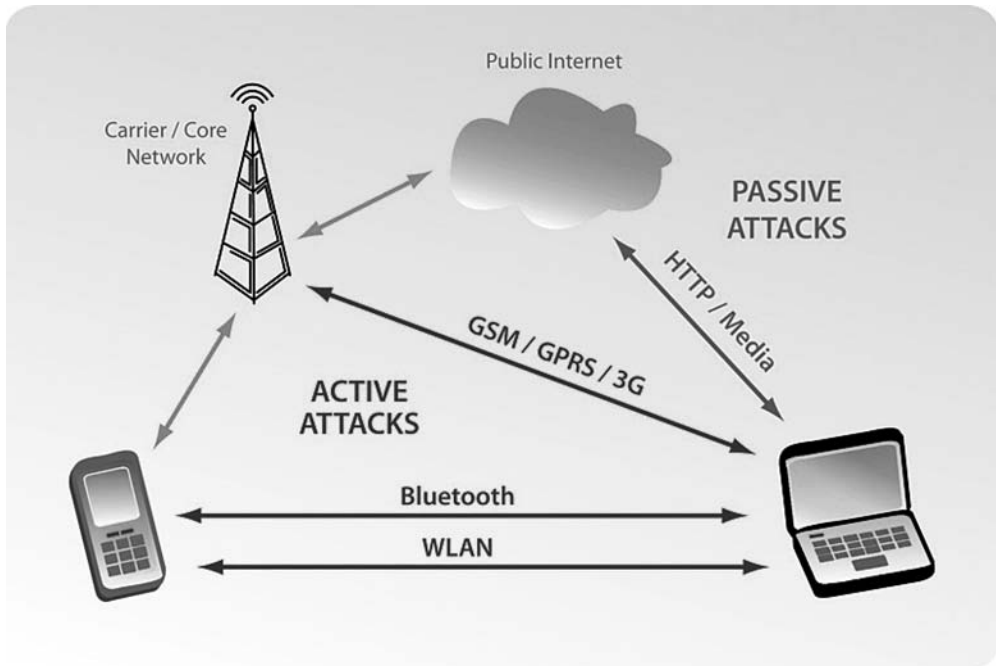 Public Internet
Carrier / Core
Network
PASSIVE
ATTACKS
HTTP / Media
GSM / GPRS / 3G
ACTIVE
ATTACKS
Bluetooth
WLAN